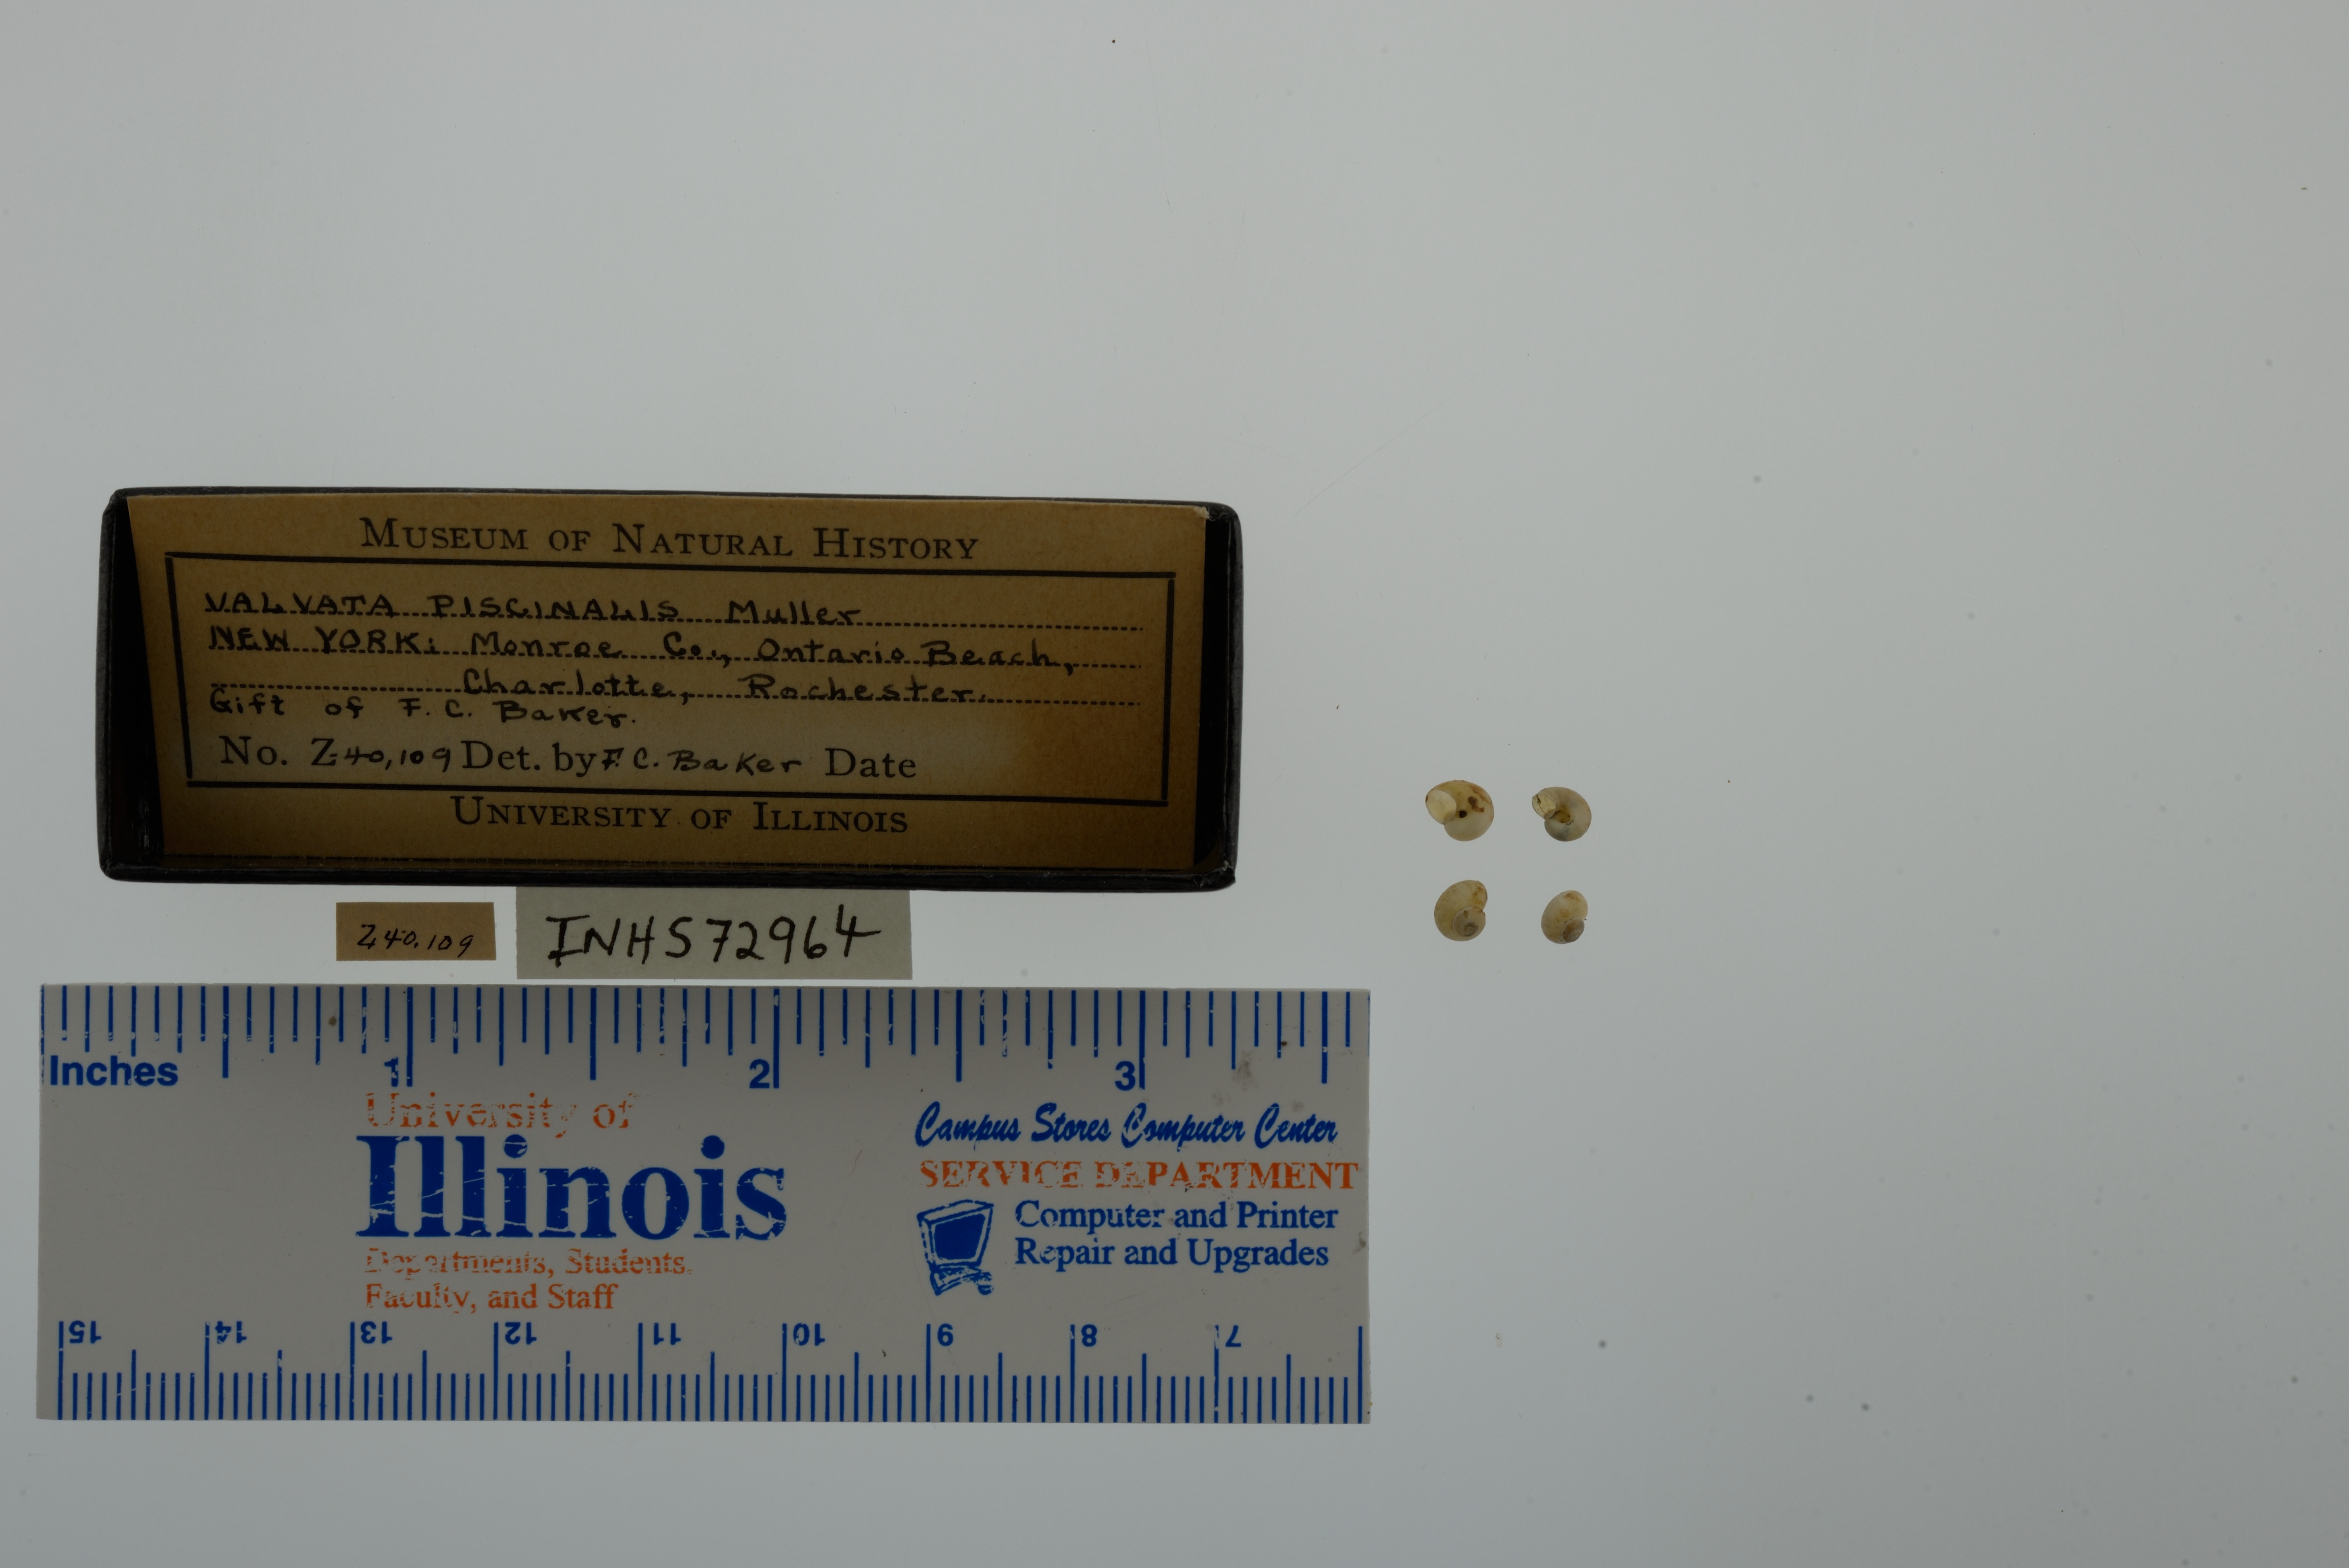 MUSEUM OF NATURAL HISTORY
VALVATA PISCINALIS Muller
NEW YORK: Monroe Co., Ontario Beach,
Charlotte, Rochester.
Gift of F. C. Baker.
No. Z40,109 Det. by F. C. Baker Date
UNIVERSITY OF ILLINOIS
Z40,109
INHS72964
Inches 1 2 3
University of
Illinois
Departments, Students,
Faculty, and Staff
Campus Stores Computer Center
SERVICE DEPARTMENT
Computer and Printer
Repair and Upgrades
15 14 13 12 11 10 9 8 7